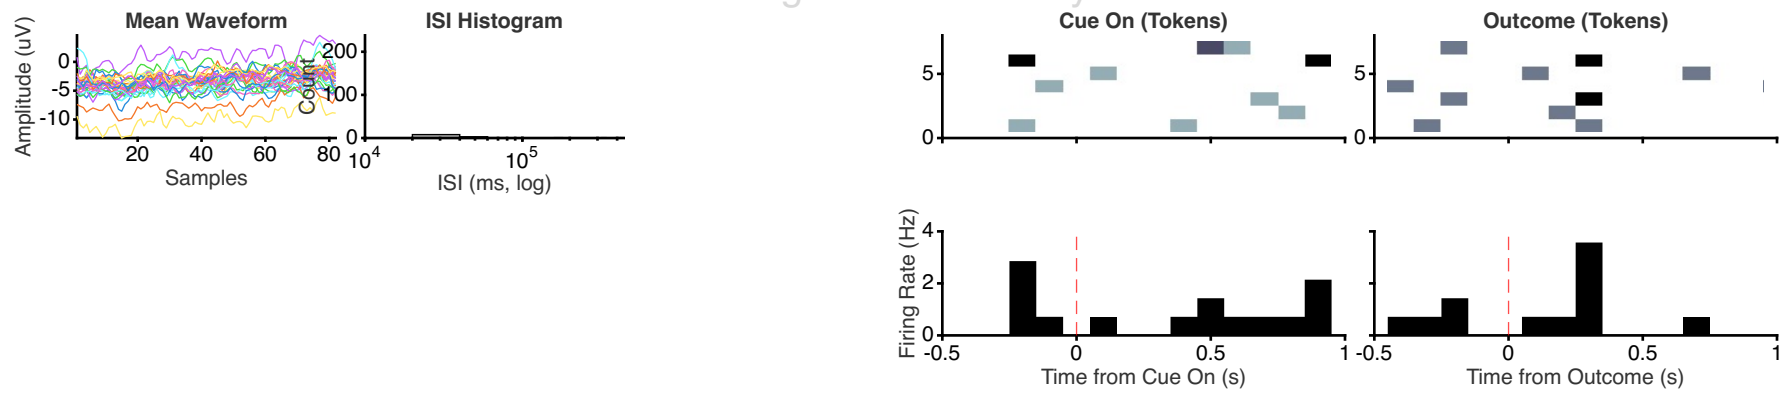 Mean Waveform
Amplitude (uV)
0
-5
-10
20 40 60 80
Samples
ISI Histogram
Count
200
100
0
10^4 10^5
ISI (ms, log)
Cue On (Tokens)
5
0
Outcome (Tokens)
5
0
Firing Rate (Hz)
4
2
0
-0.5 0 0.5 1
Time from Cue On (s)
-0.5 0 0.5 1
Time from Outcome (s)